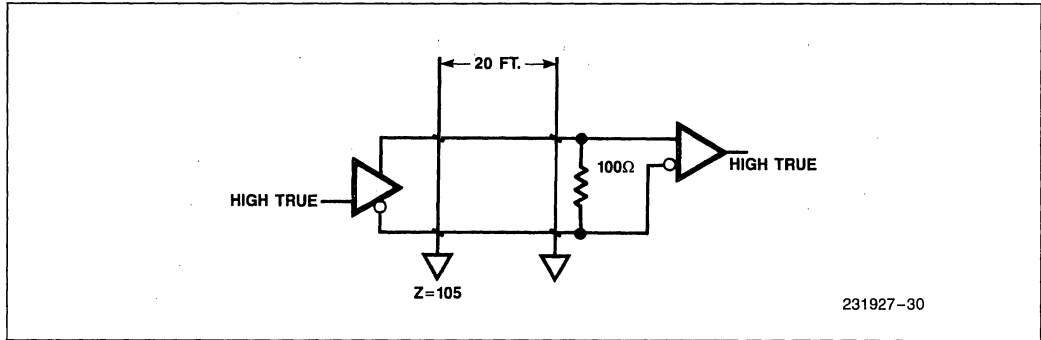 20 FT.
100Ω
HIGH TRUE
HIGH TRUE
Z=105
231927-30